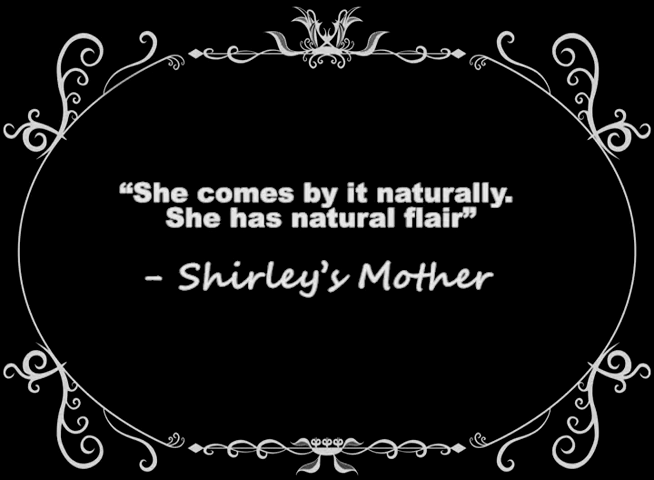 “She comes by it naturally.
She has natural flair”
- Shirley’s Mother